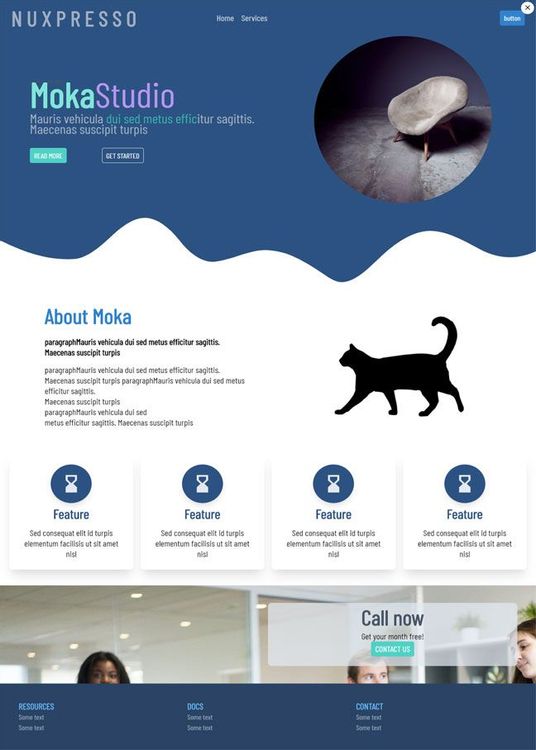 NUXPRESSO
Home Services
button
MokaStudio
Mauris vehicula dui sed metus efficitur sagittis.
Maecenas suscipit turpis
READ MORE
GET STARTED
About Moka
paragraphMauris vehicula dui sed metus efficitur sagittis.
Maecenas suscipit turpis
paragraphMauris vehicula dui sed metus efficitur sagittis.
Maecenas suscipit turpis paragraphMauris vehicula dui sed metus
efficitur sagittis.
Maecenas suscipit turpis
paragraphMauris vehicula dui sed
metus efficitur sagittis. Maecenas suscipit turpis
Feature
Sed consequat elit id turpis
elementum facilisis ut sit amet
nisl
Feature
Sed consequat elit id turpis
elementum facilisis ut sit amet
nisl
Feature
Sed consequat elit id turpis
elementum facilisis ut sit amet
nisl
Feature
Sed consequat elit id turpis
elementum facilisis ut sit amet
nisl
Call now
Get your month free!
CONTACT US
RESOURCES
Some text
Some text
DOCS
Some text
Some text
CONTACT
Some text
Some text